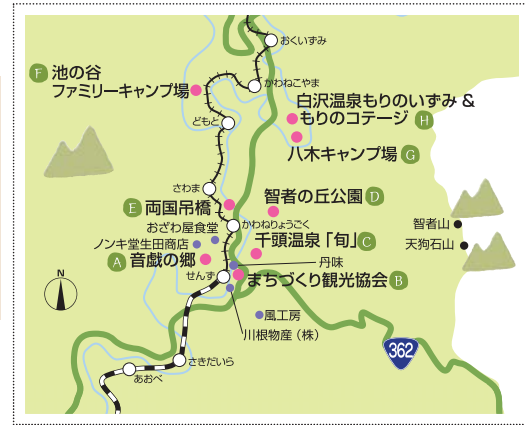 おくいずみ
F 池の谷
ファミリーキャンプ場
かわねこやま
白沢温泉もりのいずみ &
もりのコテージ H
どもと
八木キャンプ場 G
さわま
智者の丘公園 D
E 両国吊橋
かわねりょうごく
おざわ屋食堂
ノンキ堂生田商店
千頭温泉「旬」 C
智者山
天狗石山
A 音戯の郷
丹味
せんず
まちづくり観光協会 B
N
風工房
川根物産（株）
362
さきだいら
あおべ